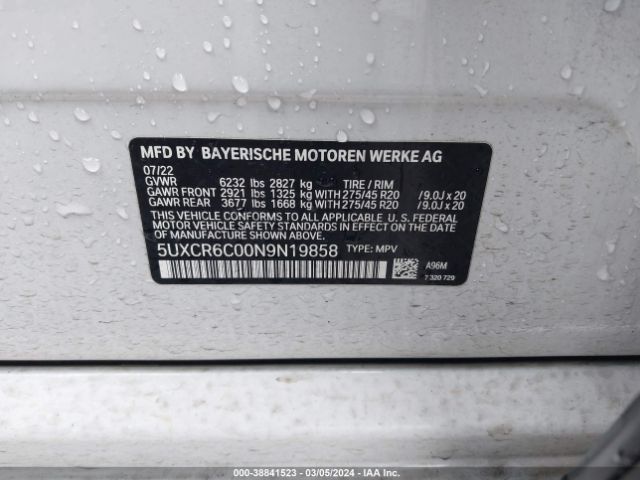 MFD BY BAYERISCHE MOTOREN WERKE AG
07/22
GVWR 6232 lbs 2827 kg TIRE / RIM
GAWR FRONT 2921 lbs 1325 kg WITH 275/45 R20 /9.0J x 20
GAWR REAR 3677 lbs 1668 kg WITH 275/45 R20 /9.0J x 20
THIS VEHICLE CONFORMS TO ALL APPLICABLE U. S. FEDERAL
MOTOR VEHICLE SAFETY STANDARDS IN EFFECT ON THE
DATE OF MANUFACTURE SHOWN ABOVE.
5UXCR6C00N9N19858 TYPE: MPV
A96M
7 320 729
000-38841523 | 03/05/2024 - IAA Corp.